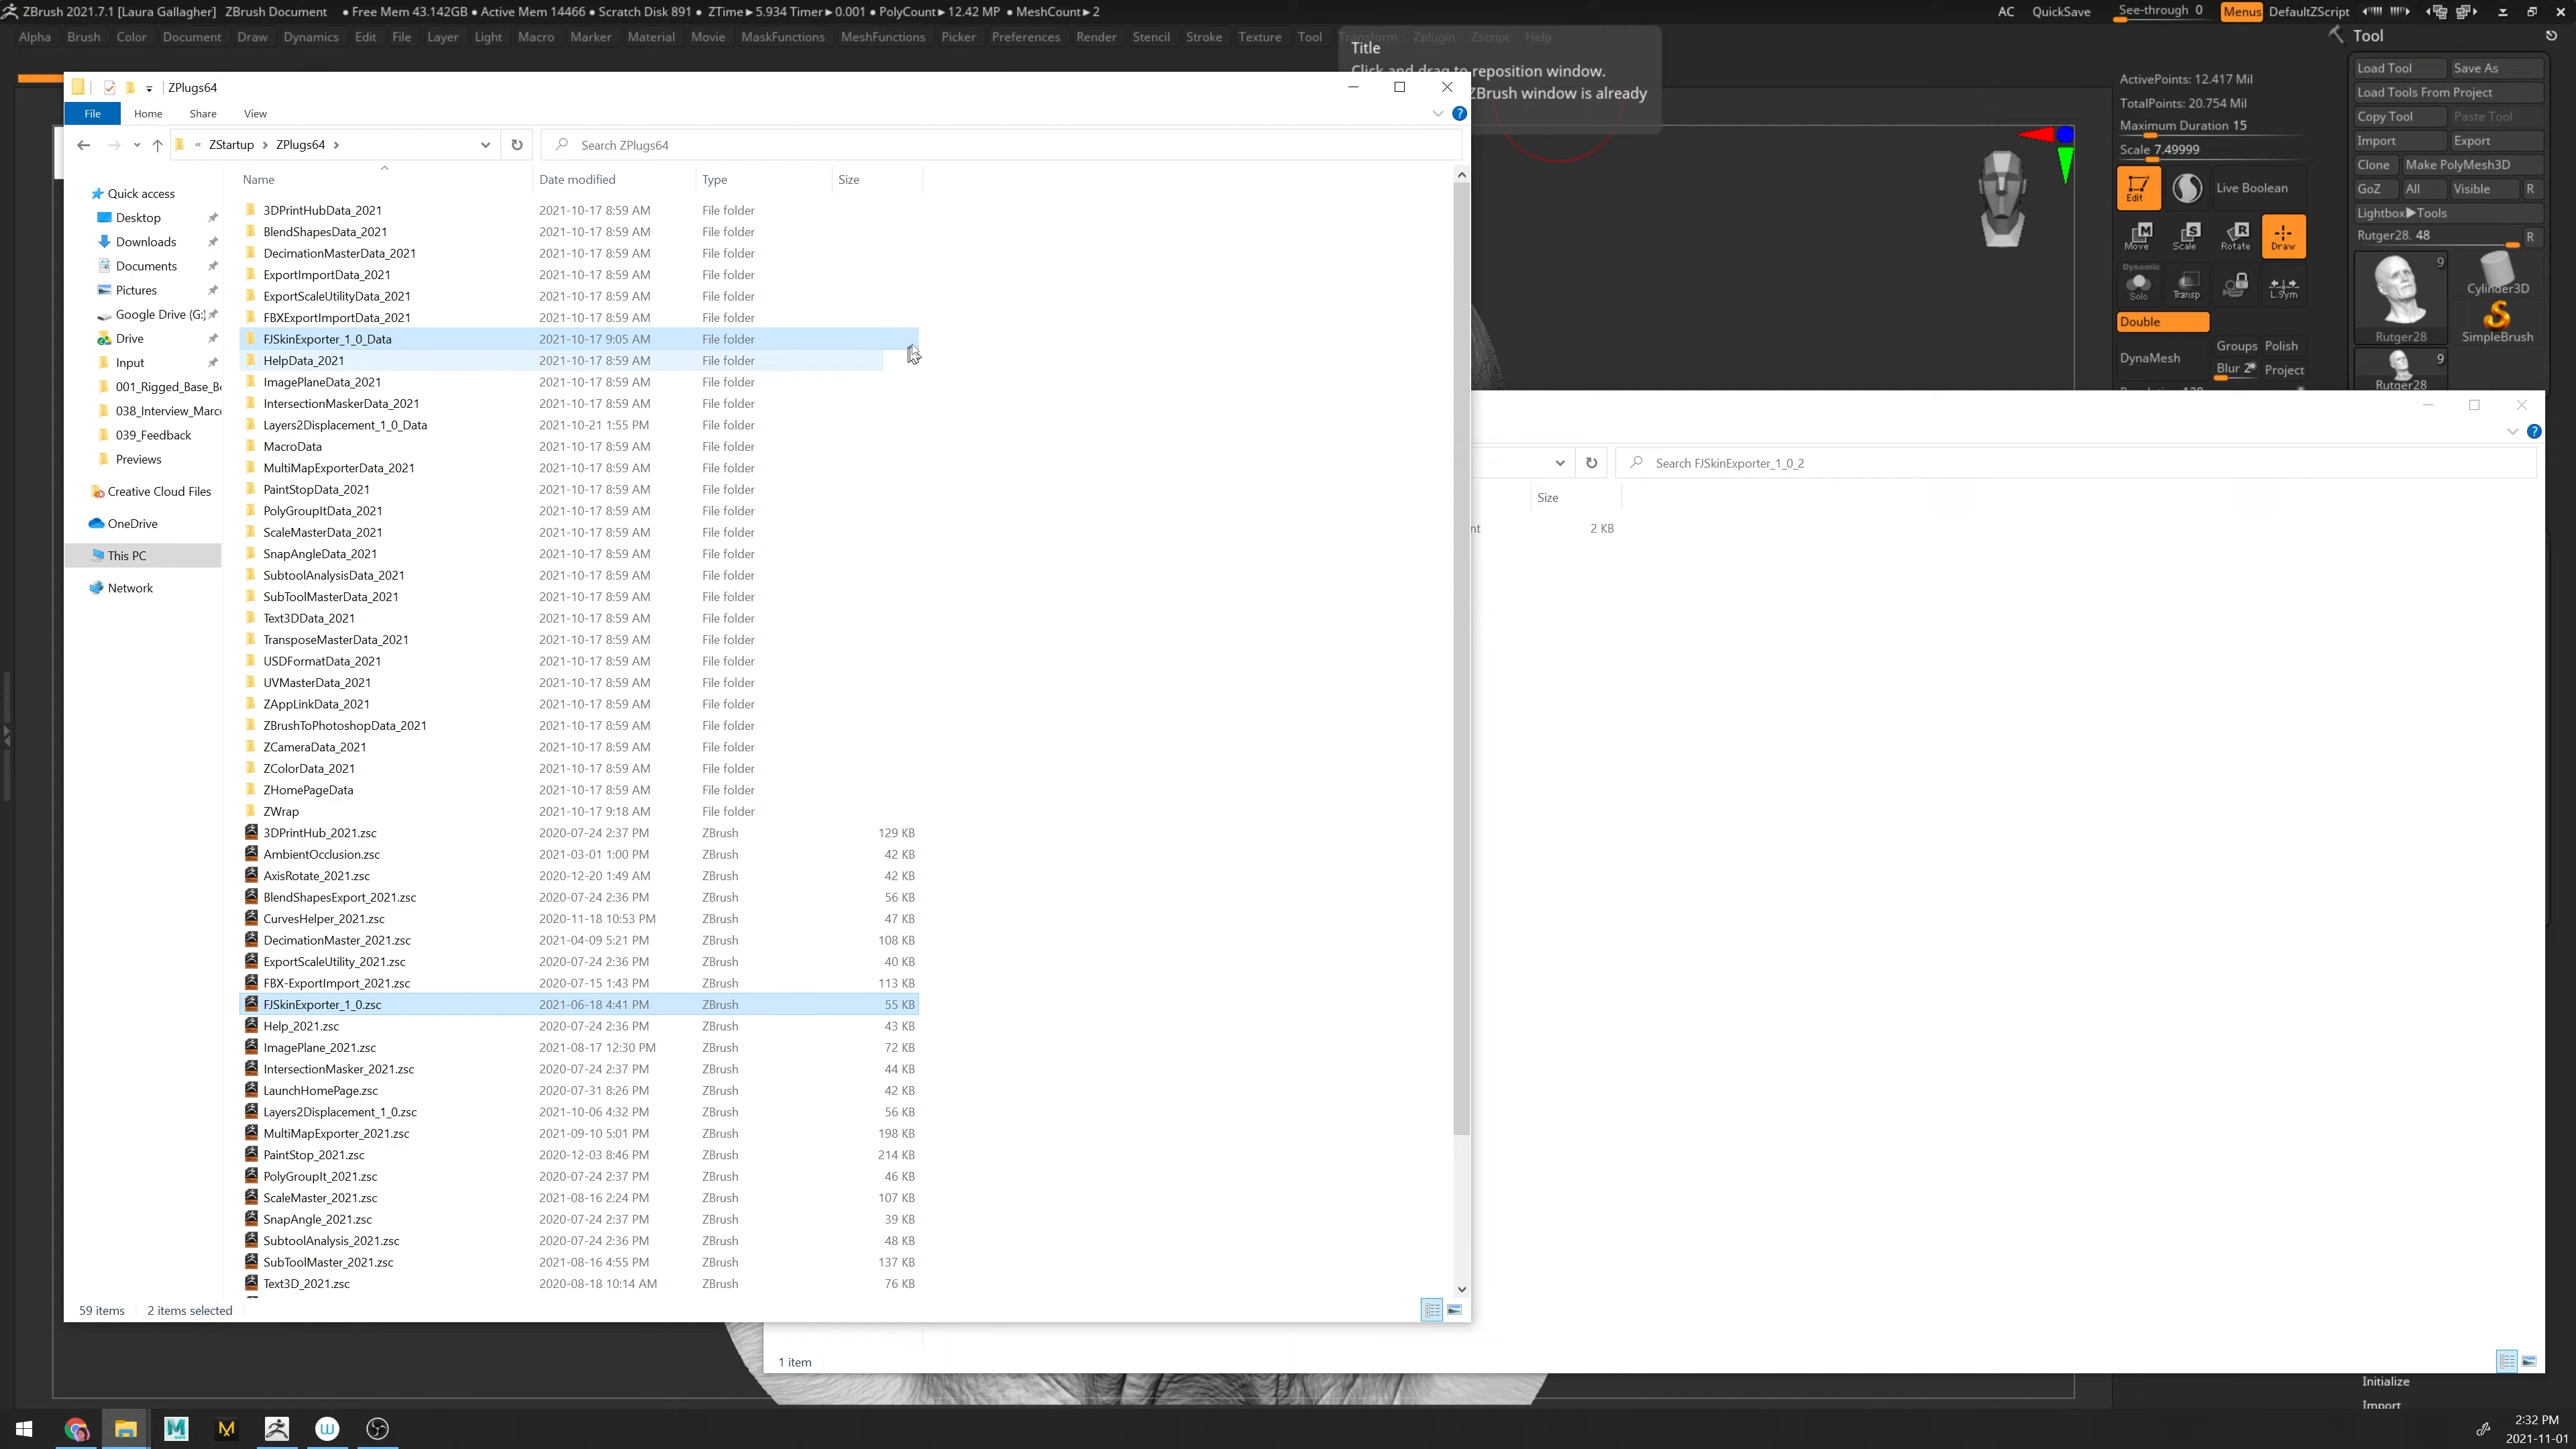 ZBrush 2021.7.1 [Laura Gallagher] ZBrush Document • Free Mem 43.142GB • Active Mem 14466 • Scratch Disk 891 • ZTime▶5.934 Timer▶0.001 • PolyCount▶12.42 MP • MeshCount▶2 AC QuickSave See-through 0 Menus DefaultZScript
Alpha Brush Color Document Draw Dynamics Edit File Layer Light Macro Marker Material Movie MaskFunctions MeshFunctions Picker Preferences Render Stencil Stroke Texture Tool Transform Zplugin Zscript Help
Title
Click and drag to reposition window.
ZBrush window is already
ZPlugs64
File Home Share View
« ZStartup › ZPlugs64 ›
Search ZPlugs64
Name Date modified Type Size
Quick access
Desktop
Downloads
Documents
Pictures
Google Drive (G:)
Drive
Input
001_Rigged_Base_B
038_Interview_Marc
039_Feedback
Previews
Creative Cloud Files
OneDrive
This PC
Network
3DPrintHubData_2021 2021-10-17 8:59 AM File folder
BlendShapesData_2021 2021-10-17 8:59 AM File folder
DecimationMasterData_2021 2021-10-17 8:59 AM File folder
ExportImportData_2021 2021-10-17 8:59 AM File folder
ExportScaleUtilityData_2021 2021-10-17 8:59 AM File folder
FBXExportImportData_2021 2021-10-17 8:59 AM File folder
FJSkinExporter_1_0_Data 2021-10-17 9:05 AM File folder
HelpData_2021 2021-10-17 8:59 AM File folder
ImagePlaneData_2021 2021-10-17 8:59 AM File folder
IntersectionMaskerData_2021 2021-10-17 8:59 AM File folder
Layers2Displacement_1_0_Data 2021-10-21 1:55 PM File folder
MacroData 2021-10-17 8:59 AM File folder
MultiMapExporterData_2021 2021-10-17 8:59 AM File folder
PaintStopData_2021 2021-10-17 8:59 AM File folder
PolyGroupItData_2021 2021-10-17 8:59 AM File folder
ScaleMasterData_2021 2021-10-17 8:59 AM File folder
SnapAngleData_2021 2021-10-17 8:59 AM File folder
SubtoolAnalysisData_2021 2021-10-17 8:59 AM File folder
SubToolMasterData_2021 2021-10-17 8:59 AM File folder
Text3DData_2021 2021-10-17 8:59 AM File folder
TransposeMasterData_2021 2021-10-17 8:59 AM File folder
USDFormatData_2021 2021-10-17 8:59 AM File folder
UVMasterData_2021 2021-10-17 8:59 AM File folder
ZAppLinkData_2021 2021-10-17 8:59 AM File folder
ZBrushToPhotoshopData_2021 2021-10-17 8:59 AM File folder
ZCameraData_2021 2021-10-17 8:59 AM File folder
ZColorData_2021 2021-10-17 8:59 AM File folder
ZHomePageData 2021-10-17 8:59 AM File folder
ZWrap 2021-10-17 9:18 AM File folder
3DPrintHub_2021.zsc 2020-07-24 2:37 PM ZBrush 129 KB
AmbientOcclusion.zsc 2021-03-01 1:00 PM ZBrush 42 KB
AxisRotate_2021.zsc 2020-12-20 1:49 AM ZBrush 42 KB
BlendShapesExport_2021.zsc 2020-07-24 2:36 PM ZBrush 56 KB
CurvesHelper_2021.zsc 2020-11-18 10:53 PM ZBrush 47 KB
DecimationMaster_2021.zsc 2021-04-09 5:21 PM ZBrush 108 KB
ExportScaleUtility_2021.zsc 2020-07-24 2:36 PM ZBrush 40 KB
FBX-ExportImport_2021.zsc 2020-07-15 1:43 PM ZBrush 113 KB
FJSkinExporter_1_0.zsc 2021-06-18 4:41 PM ZBrush 55 KB
Help_2021.zsc 2020-07-24 2:36 PM ZBrush 43 KB
ImagePlane_2021.zsc 2021-08-17 12:30 PM ZBrush 72 KB
IntersectionMasker_2021.zsc 2020-07-24 2:37 PM ZBrush 44 KB
LaunchHomePage.zsc 2020-07-31 8:26 PM ZBrush 42 KB
Layers2Displacement_1_0.zsc 2021-10-06 4:32 PM ZBrush 56 KB
MultiMapExporter_2021.zsc 2021-09-10 5:01 PM ZBrush 198 KB
PaintStop_2021.zsc 2020-12-03 8:46 PM ZBrush 214 KB
PolyGroupIt_2021.zsc 2020-07-24 2:37 PM ZBrush 46 KB
ScaleMaster_2021.zsc 2021-08-16 2:24 PM ZBrush 107 KB
SnapAngle_2021.zsc 2020-07-24 2:37 PM ZBrush 39 KB
SubtoolAnalysis_2021.zsc 2020-07-24 2:36 PM ZBrush 48 KB
SubToolMaster_2021.zsc 2021-08-16 4:55 PM ZBrush 137 KB
Text3D_2021.zsc 2020-08-18 10:14 AM ZBrush 76 KB
59 items 2 items selected
Search FJSkinExporter_1_0_2
Size
nt 2 KB
1 item
ActivePoints: 12.417 Mil
TotalPoints: 20.754 Mil
Maximum Duration 15
Scale 7.49999
Edit Live Boolean
Move Scale Rotate Draw
Dynamic
Solo Transp L.Sym
Double
DynaMesh Groups Polish
Blur 2 Project
Tool
Load Tool Save As
Load Tools From Project
Copy Tool Paste Tool
Import Export
Clone Make PolyMesh3D
GoZ All Visible R
Lightbox▶Tools
Rutger28. 48 R
9
Cylinder3D
Rutger28 SimpleBrush
9
Rutger28
Initialize
Import
2:32 PM
2021-11-01